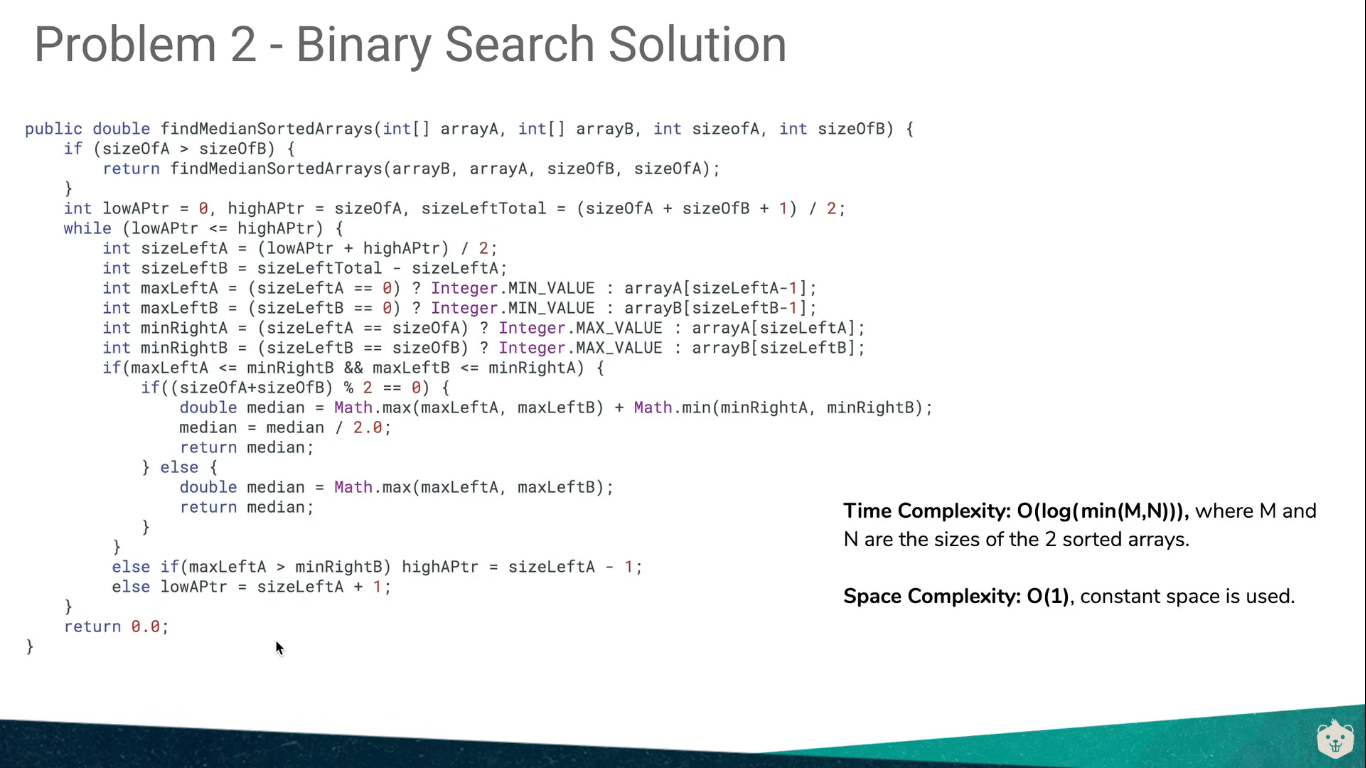 Problem 2 - Binary Search Solution
public double findMedianSortedArrays(int[] arrayA, int[] arrayB, int sizeofA, int sizeOfB) {
    if (sizeOfA > sizeOfB) {
        return findMedianSortedArrays(arrayB, arrayA, sizeOfB, sizeOfA);
    }
    int lowAPtr = 0, highAPtr = sizeOfA, sizeLeftTotal = (sizeOfA + sizeOfB + 1) / 2;
    while (lowAPtr <= highAPtr) {
        int sizeLeftA = (lowAPtr + highAPtr) / 2;
        int sizeLeftB = sizeLeftTotal - sizeLeftA;
        int maxLeftA = (sizeLeftA == 0) ? Integer.MIN_VALUE : arrayA[sizeLeftA-1];
        int maxLeftB = (sizeLeftB == 0) ? Integer.MIN_VALUE : arrayB[sizeLeftB-1];
        int minRightA = (sizeLeftA == sizeOfA) ? Integer.MAX_VALUE : arrayA[sizeLeftA];
        int minRightB = (sizeLeftB == sizeOfB) ? Integer.MAX_VALUE : arrayB[sizeLeftB];
        if(maxLeftA <= minRightB && maxLeftB <= minRightA) {
            if((sizeOfA+sizeOfB) % 2 == 0) {
                double median = Math.max(maxLeftA, maxLeftB) + Math.min(minRightA, minRightB);
                median = median / 2.0;
                return median;
            } else {
                double median = Math.max(maxLeftA, maxLeftB);
                return median;
            }
         }
         else if(maxLeftA > minRightB) highAPtr = sizeLeftA - 1;
         else lowAPtr = sizeLeftA + 1;
    }
    return 0.0;
}
Time Complexity: O(log(min(M,N))), where M and
N are the sizes of the 2 sorted arrays.
Space Complexity: O(1), constant space is used.